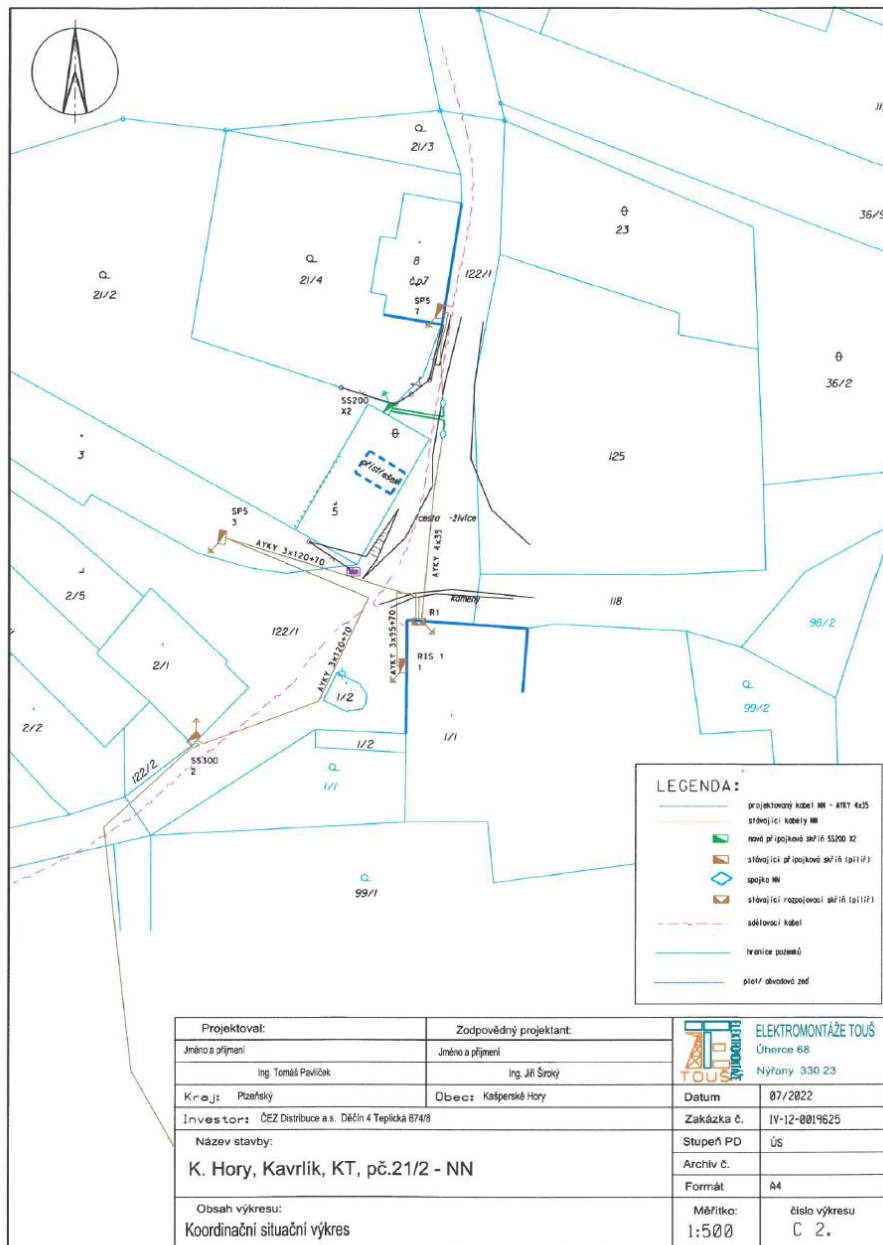 21/3
11
36/9
23
8
č.p.7
122/1
21/4
21/2
SP5
7
36/2
SS200
X2
125
3
přístřešek
5
SP5
3
AYKY 3x120+70
cesta - živice
AYKY 4x35
kameny
118
2/5
122/1
R1
98/2
AYKY 3x95+70
AYKY 3x120+70
RIS 1
1
2/1
1/2
99/2
2/2
SS300
2
1/2
1/1
122/2
1/1
99/1
LEGENDA:
projektovaný kabel NN - AYKY 4x35
stávající kabely NN
nová přípojková skříň SS200 X2
stávající přípojková skříň (pilíř)
spojka NN
stávající rozpojovací skříň (pilíř)
sdělovací kabel
hranice pozemků
plot/ obvodová zeď
Projektoval:
Zodpovědný projektant:
Jméno a příjmení
Jméno a příjmení
Ing. Tomáš Pavlíček
Ing. Jiří Široký
Kraj: Plzeňský
Obec: Kašperské Hory
Investor: ČEZ Distribuce a.s. Děčín 4 Teplická 874/8
Název stavby:
K. Hory, Kavrlík, KT, pč.21/2 - NN
Obsah výkresu:
Koordinační situační výkres
TOUŠ
ELEKTROMONTÁŽE
ELEKTROMONTÁŽE TOUŠ
Úherce 68
Nýřany 330 23
Datum 07/2022
Zakázka č. IV-12-0019625
Stupeň PD ÚS
Archiv č.
Formát A4
Měřítko:
1:500
číslo výkresu
C 2.